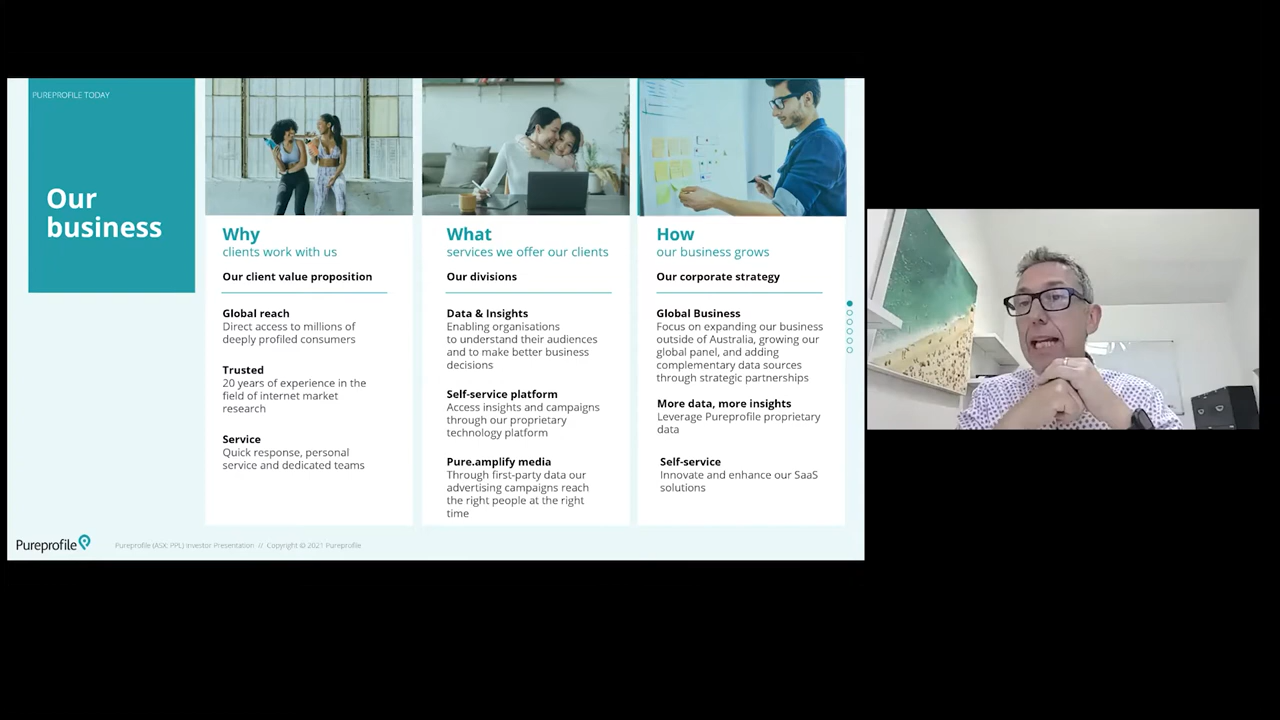 PUREPROFILE TODAY
Our
business
Why
clients work with us
Our client value proposition
Global reach
Direct access to millions of
deeply profiled consumers
Trusted
20 years of experience in the
field of internet market
research
Service
Quick response, personal
service and dedicated teams
What
services we offer our clients
Our divisions
Data & Insights
Enabling organisations
to understand their audiences
and to make better business
decisions
Self-service platform
Access insights and campaigns
through our proprietary
technology platform
Pure.amplify media
Through first-party data our
advertising campaigns reach
the right people at the right
time
How
our business grows
Our corporate strategy
Global Business
Focus on expanding our business
outside of Australia, growing our
global panel, and adding
complementary data sources
through strategic partnerships
More data, more insights
Leverage Pureprofile proprietary
data
Self-service
Innovate and enhance our SaaS
solutions
Pureprofile
Pureprofile (ASX: PPL) Investor Presentation // Copyright © 2021 Pureprofile